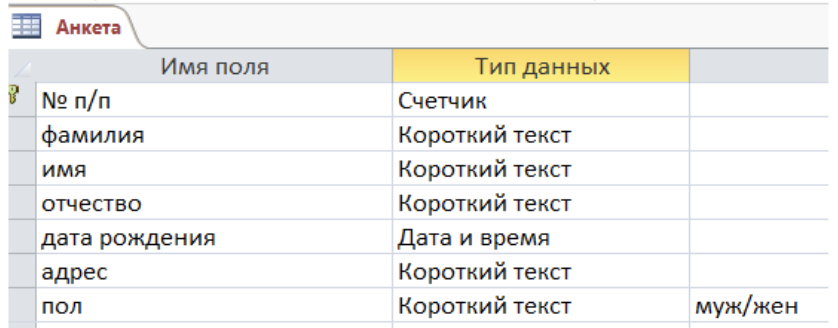 Анкета
Имя поля Тип данных
№ п/п Счетчик
фамилия Короткий текст
имя Короткий текст
отчество Короткий текст
дата рождения Дата и время
адрес Короткий текст
пол Короткий текст муж/жен